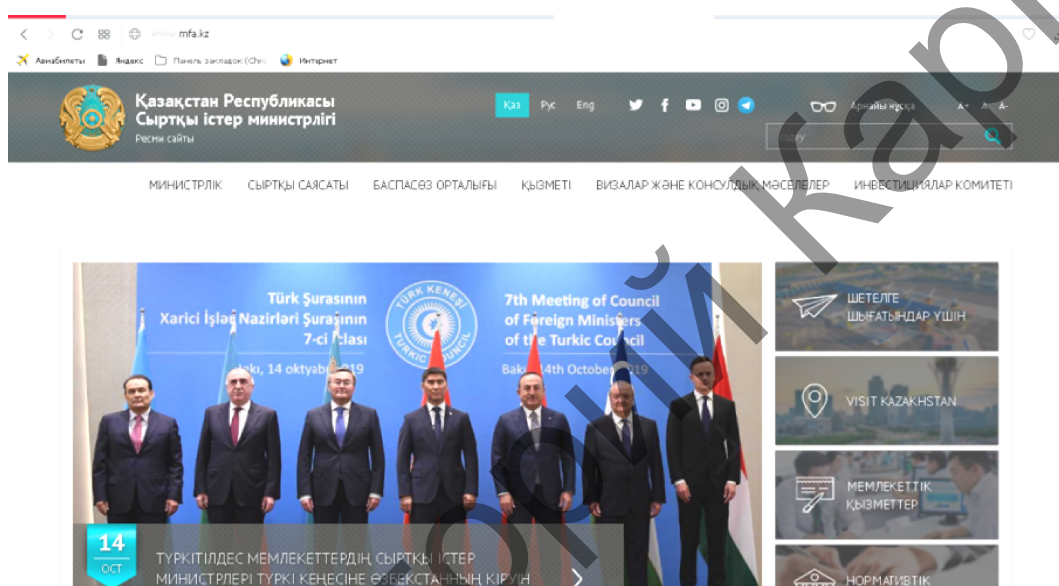 mfa.kz
Авиабилеты Яндекс Панель закладок (Chro Интернет
Қазақстан Республикасы
Сыртқы істер министрлігі
Ресми сайты
Қаз Рус Eng
Арнайы нұсқа A+ A A-
МИНИСТРЛІК СЫРТҚЫ САЯСАТЫ БАСПАСӨЗ ОРТАЛЫҒЫ ҚЫЗМЕТІ ВИЗАЛАР ЖӘНЕ КОНСУЛДЫҚ МӘСЕЛЕЛЕР ИНВЕСТИЦИЯЛАР КОМИТЕТІ
Türk Şurasının
Xarici İşlər Nazirləri Şurasının
7-ci İclası
14 oktyabr 2019
TÜRK KENEŞİ
TURKIC COUNCIL
7th Meeting of Council
of Foreign Ministers
of the Turkic Council
14th October 2019
14
OCT
ТҮРКІТІЛДЕС МЕМЛЕКЕТТЕРДІҢ СЫРТҚЫ ІСТЕР
МИНИСТРЛЕРІ ТҮРКІ КЕҢЕСІНЕ ӨЗБЕКСТАННЫҢ КІРУІН
ШЕТЕЛГЕ
ШЫҒАТЫНДАР ҮШІН
VISIT KAZAKHSTAN
МЕМЛЕКЕТТІК
ҚЫЗМЕТТЕР
НОРМАТИВТІК